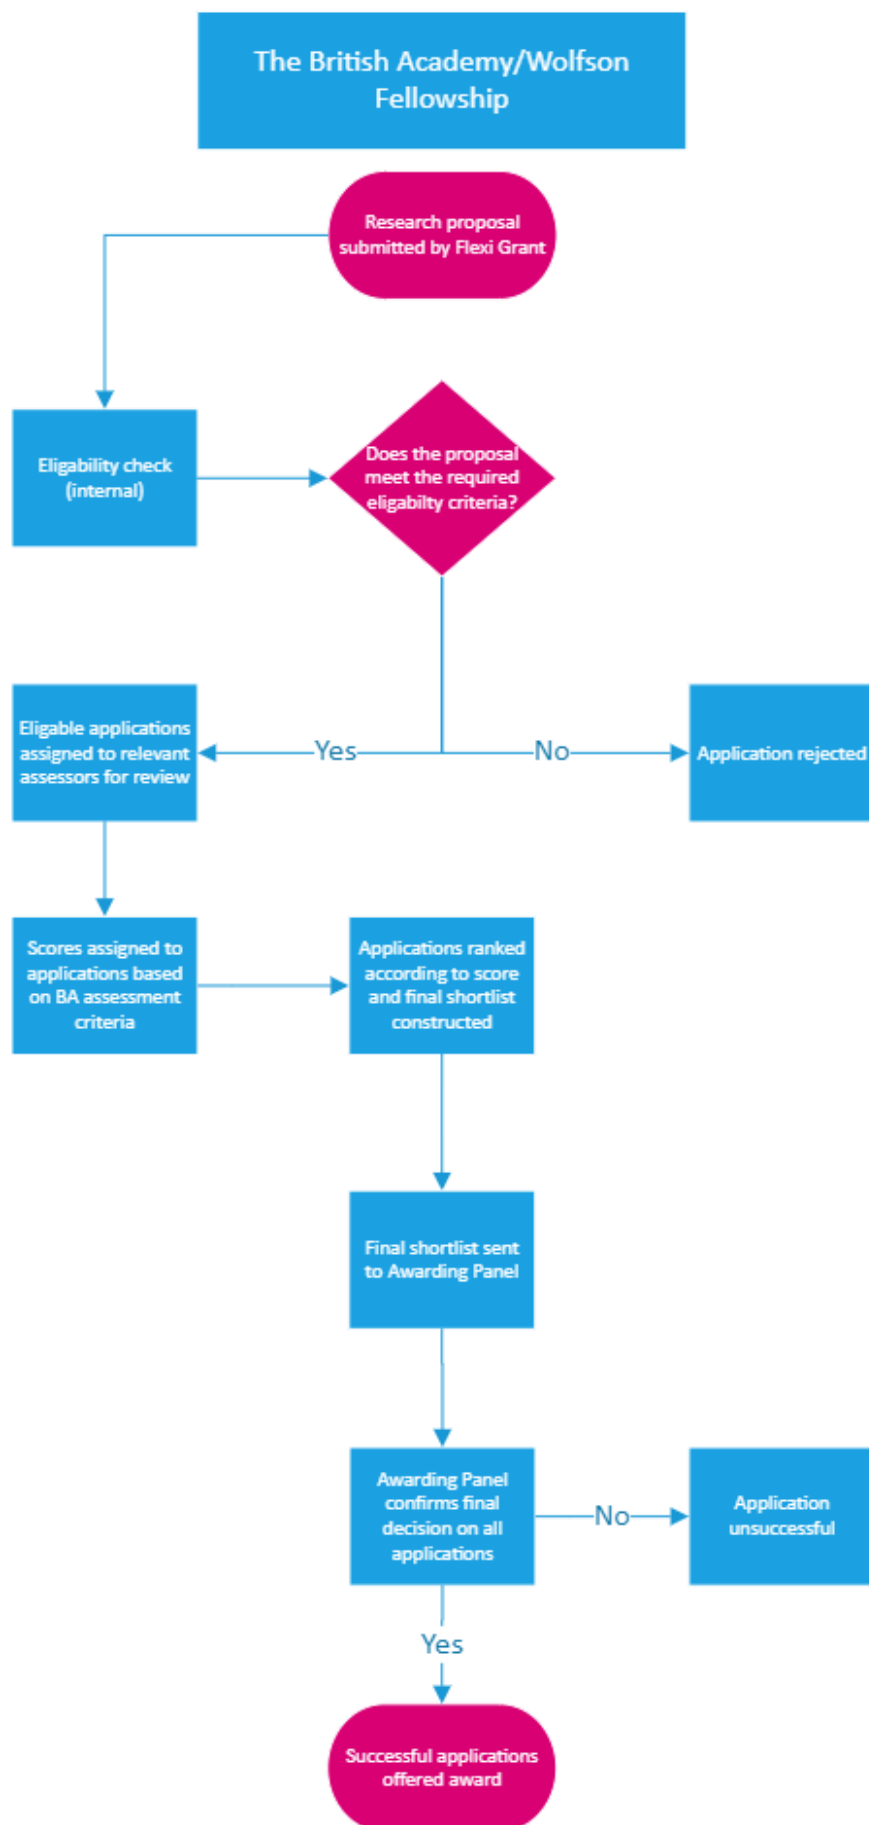 The British Academy/Wolfson
Fellowship
Research proposal
submitted by Flexi Grant
Eligability check
(internal)
Does the proposal
meet the required
eligabilty criteria?
Eligable applications
assigned to relevant
assessors for review
Yes
No
Application rejected
Scores assigned to
applications based
on BA assessment
criteria
Applications ranked
according to score
and final shortlist
constructed
Final shortlist sent
to Awarding Panel
Awarding Panel
confirms final
decision on all
applications
No
Application
unsuccessful
Yes
Successful applications
offered award